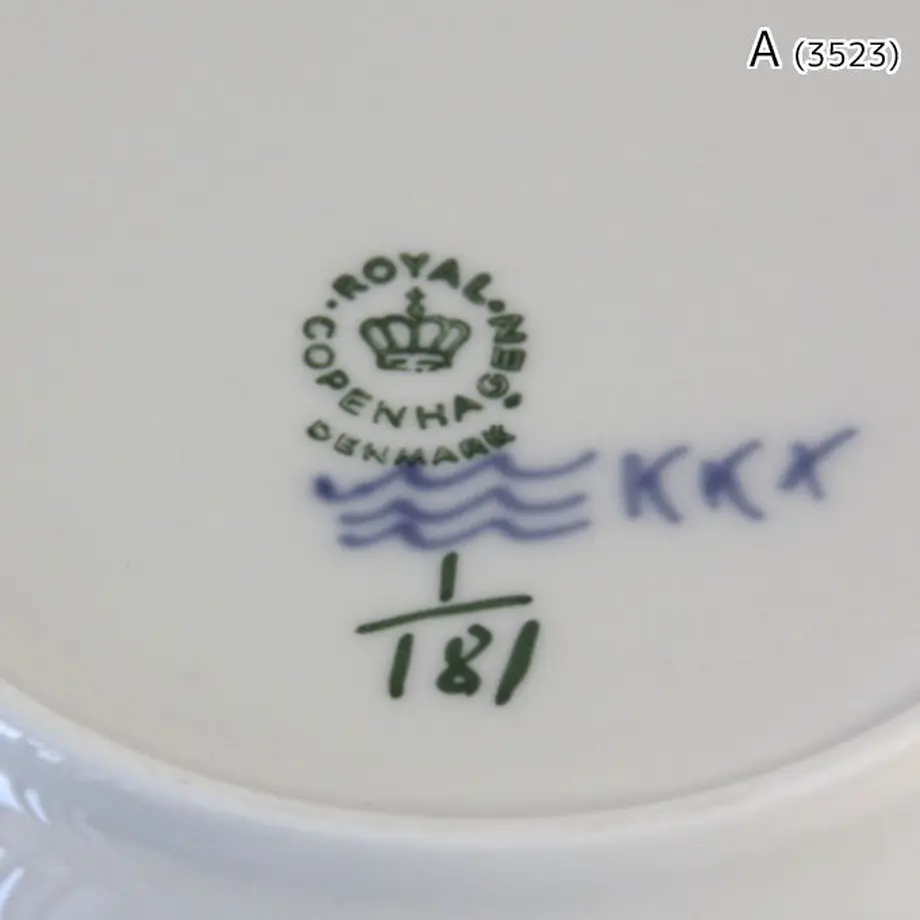 A (3523)
ROYAL
COPENHAGEN
DENMARK
KKX
1
181